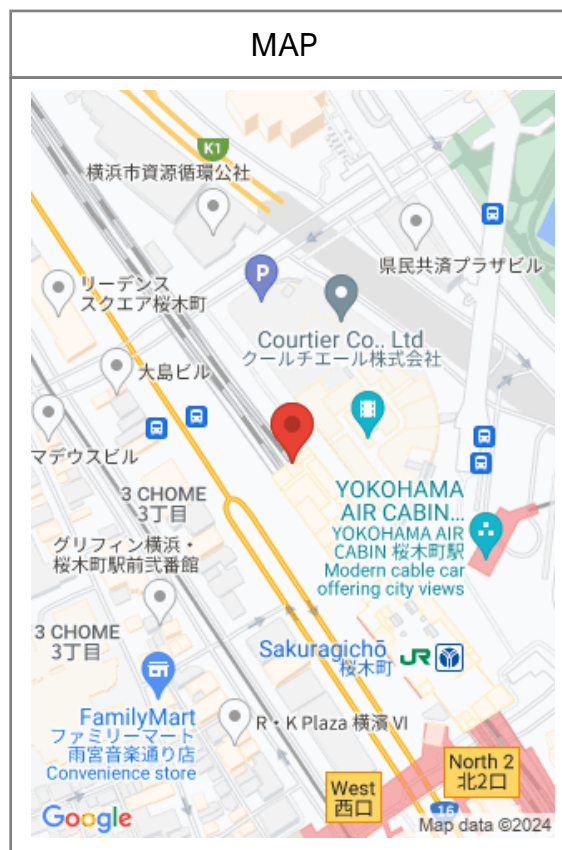 MAP
K1
横浜市資源循環公社
県民共済プラザビル
リーデンス
スクエア桜木町
P
Courtier Co.. Ltd
クールチエール株式会社
大島ビル
マデウスビル
3 CHOME
3丁目
YOKOHAMA
AIR CABIN...
YOKOHAMA AIR
CABIN 桜木町駅
Modern cable car
offering city views
グリフィン横浜・
桜木町駅前弐番館
3 CHOME
3丁目
Sakuragichō
桜木町
JR
FamilyMart
ファミリーマート
雨宮音楽通り店
Convenience store
R・K Plaza 横濱 VI
North 2
北2口
West
西口
16
Google
Map data ©2024